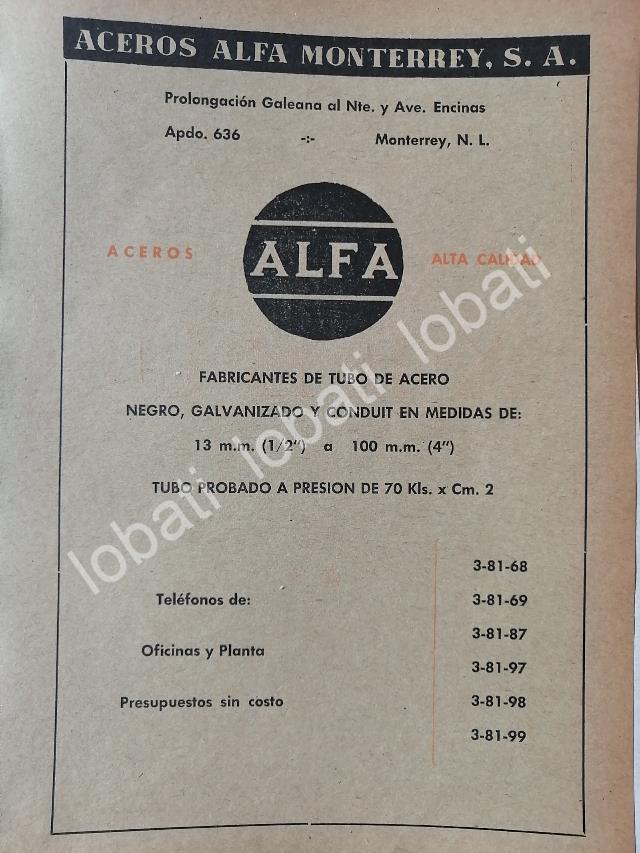 ACEROS ALFA MONTERREY, S. A.
Prolongación Galeana al Nte. y Ave. Encinas
Apdo. 636 -:- Monterrey, N. L.
ACEROS ALFA ALTA CALIDAD
FABRICANTES DE TUBO DE ACERO
NEGRO, GALVANIZADO Y CONDUIT EN MEDIDAS DE:
13 m.m. (1/2") a 100 m.m. (4")
TUBO PROBADO A PRESION DE 70 Kls. x Cm. 2
lobati lobati lobati
3-81-68
Teléfonos de: 3-81-69
3-81-87
Oficinas y Planta
3-81-97
Presupuestos sin costo 3-81-98
3-81-99